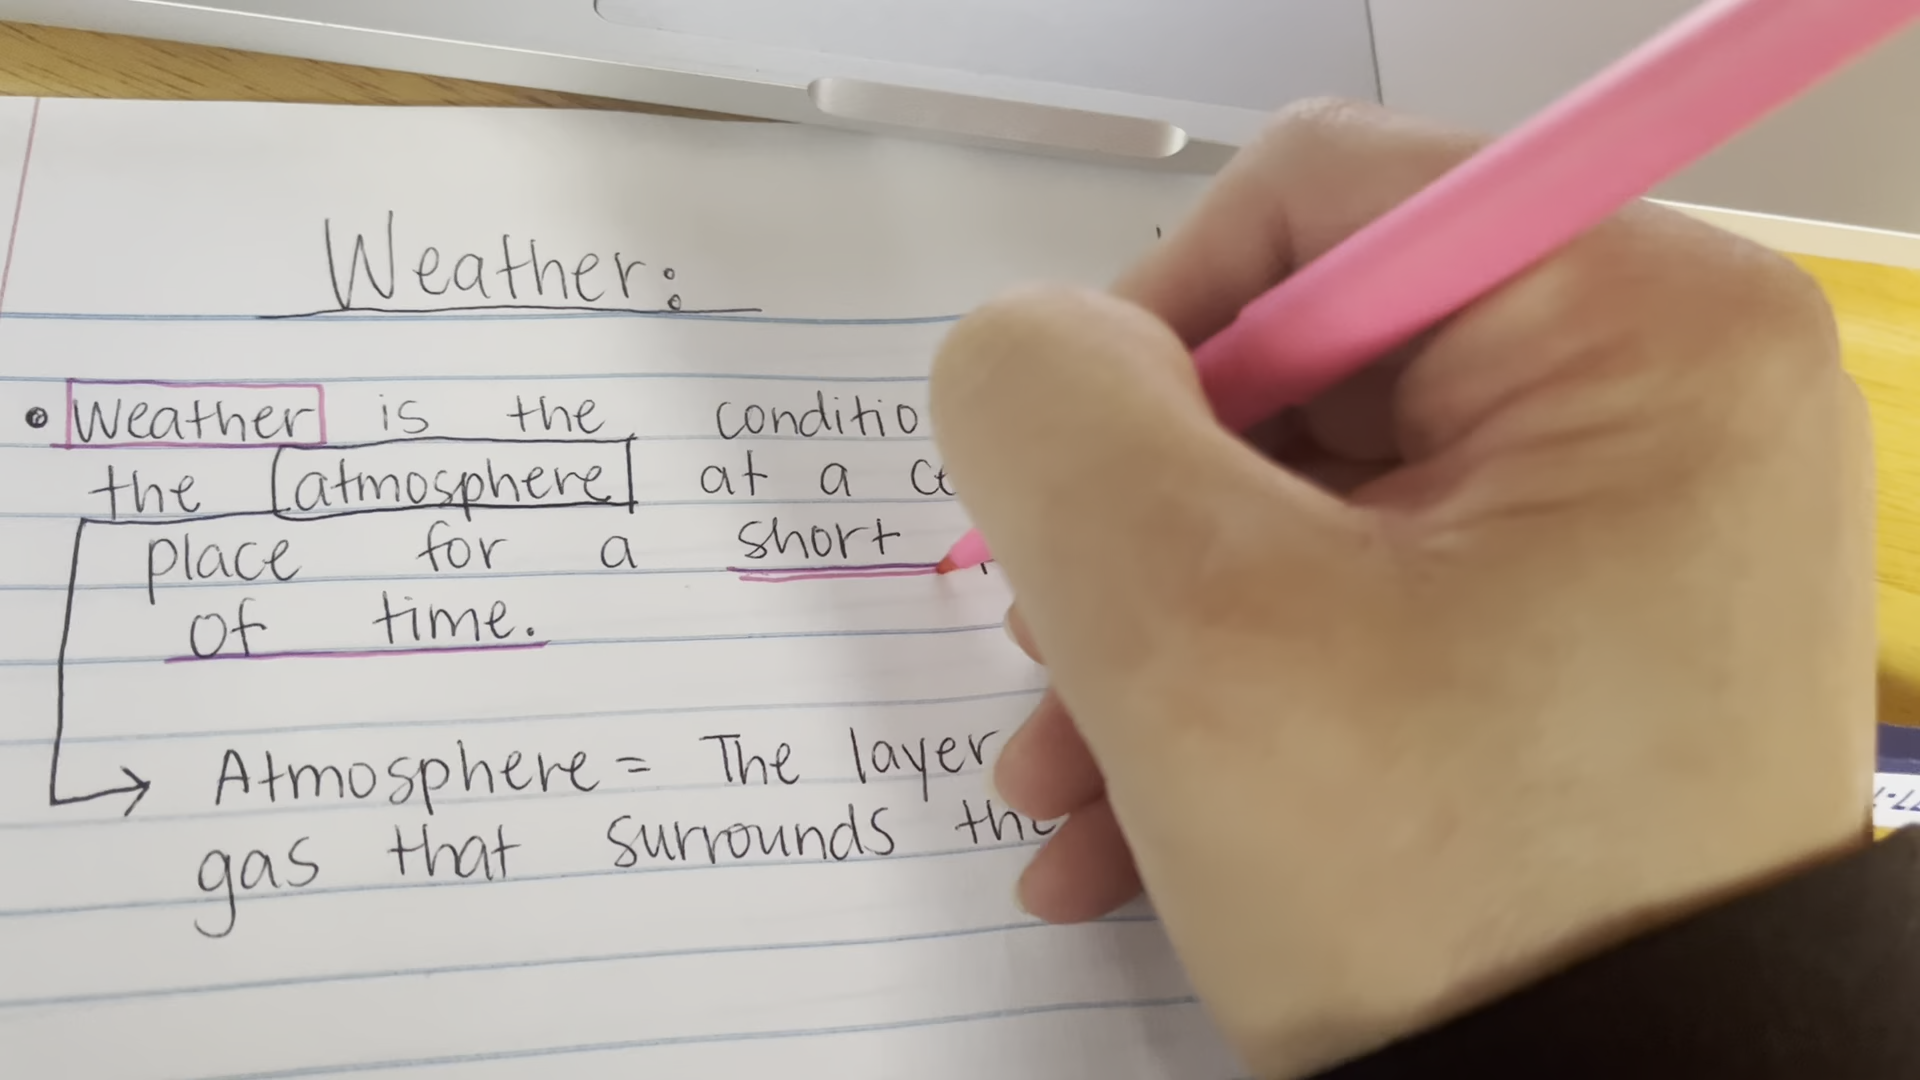 Weather:
• Weather is the conditio
the atmosphere at a ce
place for a short
of time.
Atmosphere = The layer
gas that surrounds the